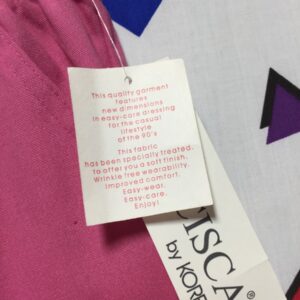 This quality garment
features
new dimensions
in easy-care dressing
for the casual
lifestyle
of the 90's
This fabric
has been specially treated
to offer you a soft finish.
Wrinkle free wearability.
Improved comfort.
Easy-wear.
Easy-care.
Enjoy!
CISCA®
by KORE